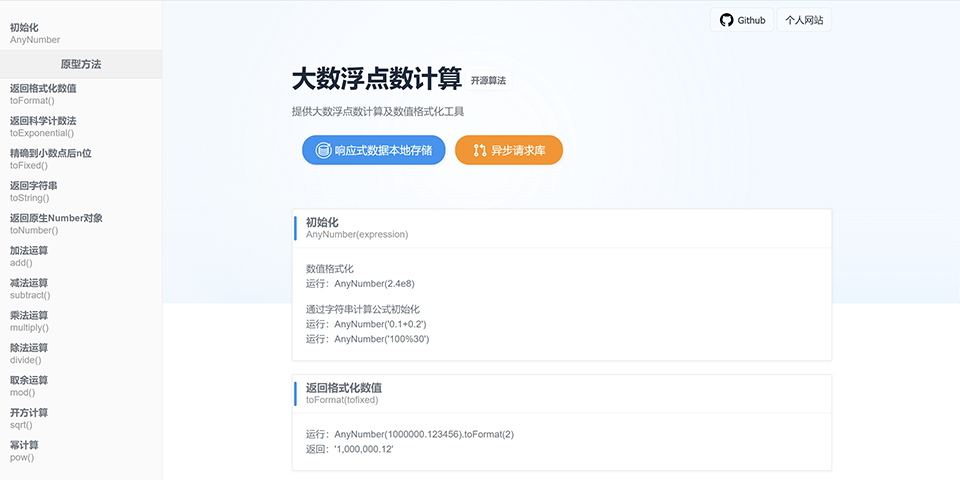 初始化
AnyNumber
原型方法
返回格式化数值
toFormat()
返回科学计数法
toExponential()
精确到小数点后n位
toFixed()
返回字符串
toString()
返回原生Number对象
toNumber()
加法运算
add()
减法运算
subtract()
乘法运算
multiply()
除法运算
divide()
取余运算
mod()
开方计算
sqrt()
幂计算
pow()
Github
个人网站
大数浮点数计算 开源算法
提供大数浮点数计算及数值格式化工具
响应式数据本地存储
异步请求库
初始化
AnyNumber(expression)
数值格式化
运行：AnyNumber(2.4e8)
通过字符串计算公式初始化
运行：AnyNumber('0.1+0.2')
运行：AnyNumber('100%30')
返回格式化数值
toFormat(tofixed)
运行：AnyNumber(1000000.123456).toFormat(2)
返回：'1,000,000.12'